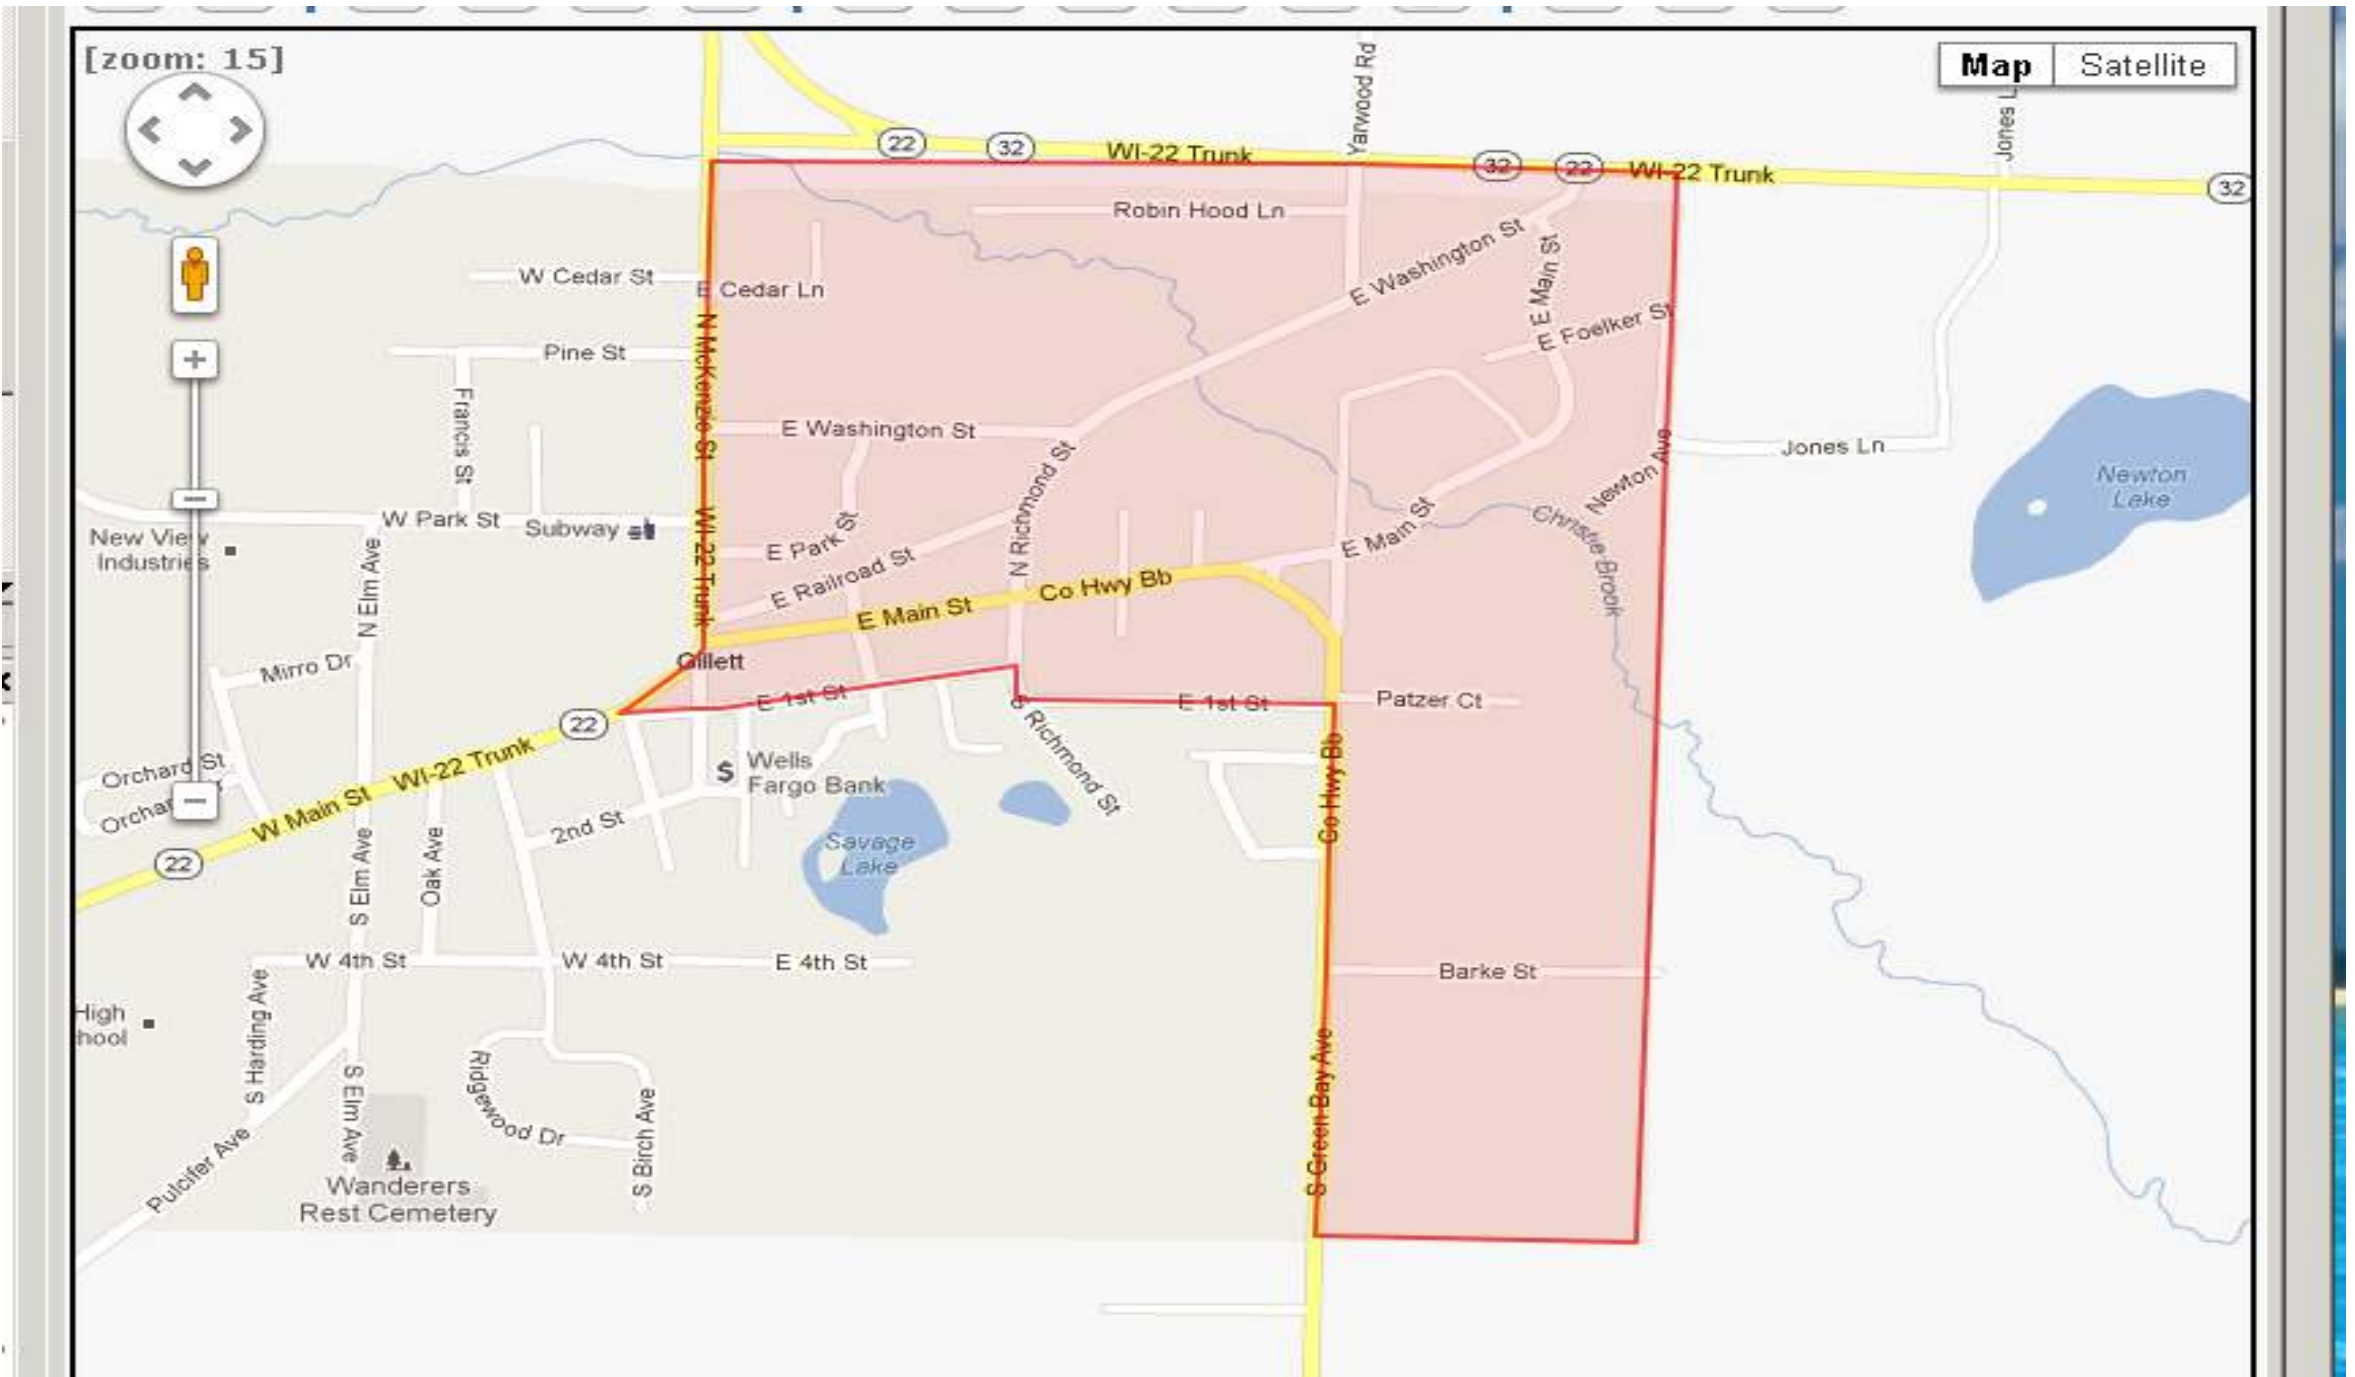 [zoom: 15]
Map
Satellite
Yarwood Rd
Jones L
22
32
WI-22 Trunk
32
22
WI-22 Trunk
32
Robin Hood Ln
E Washington St
E Main St
W Cedar St
E Cedar Ln
E Foelker St
N McKenzie St
Pine St
Francis St
E Washington St
N Richmond St
Jones Ln
Newton Ave
Newton
Lake
W Park St
Subway
New View
Industries
WI-22 Trunk
E Park St
E Main St
Christie Brook
N Elm Ave
E Railroad St
Co Hwy Bb
E Main St
Mirro Dr
Gillett
E 1st St
E 1st St
Patzer Ct
22
S Richmond St
WI-22 Trunk
Orchard St
Wells
Fargo Bank
$
Co Hwy Bb
Orchar
W Main St
2nd St
Savage
Lake
22
S Elm Ave
Oak Ave
W 4th St
W 4th St
E 4th St
Barke St
High
hool
S Harding Ave
S Elm Ave
Ridgewood Dr
S Birch Ave
S Green Bay Ave
Pulcifer Ave
Wanderers
Rest Cemetery